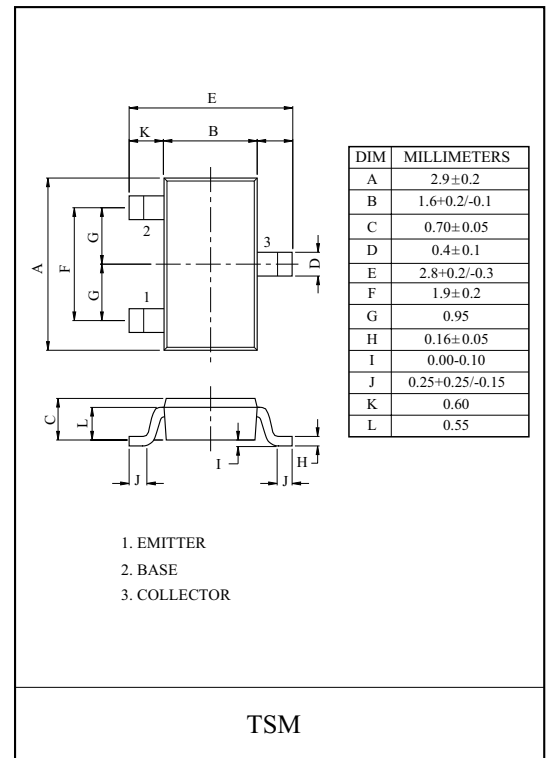 E
K B
DIM MILLIMETERS
A 2.9±0.2
B 1.6+0.2/-0.1
C 0.70±0.05
D 0.4±0.1
E 2.8+0.2/-0.3
F 1.9±0.2
G 0.95
H 0.16±0.05
I 0.00-0.10
J 0.25+0.25/-0.15
K 0.60
L 0.55
A
F
G
G
2
3
D
1
C
L
J
I
H
J
1. EMITTER
2. BASE
3. COLLECTOR
TSM